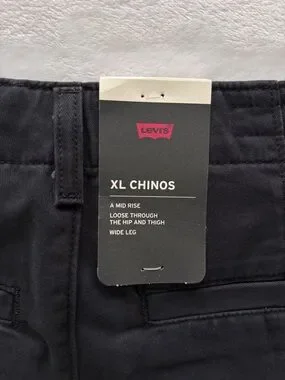 Levi's
XL CHINOS
A MID RISE
LOOSE THROUGH
THE HIP AND THIGH
WIDE LEG